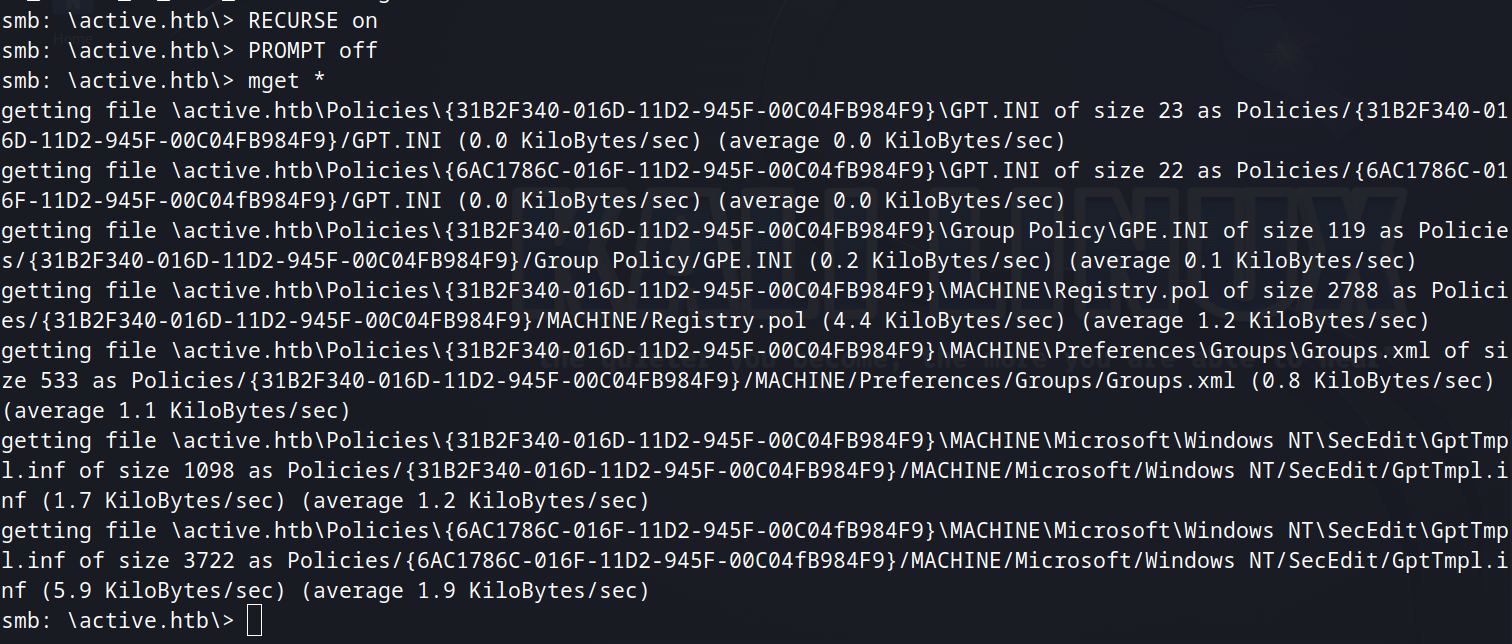 smb: \active.htb\> RECURSE on
smb: \active.htb\> PROMPT off
smb: \active.htb\> mget *
getting file \active.htb\Policies\{31B2F340-016D-11D2-945F-00C04FB984F9}\GPT.INI of size 23 as Policies/{31B2F340-01
6D-11D2-945F-00C04FB984F9}/GPT.INI (0.0 KiloBytes/sec) (average 0.0 KiloBytes/sec)
getting file \active.htb\Policies\{6AC1786C-016F-11D2-945F-00C04fB984F9}\GPT.INI of size 22 as Policies/{6AC1786C-01
6F-11D2-945F-00C04fB984F9}/GPT.INI (0.0 KiloBytes/sec) (average 0.0 KiloBytes/sec)
getting file \active.htb\Policies\{31B2F340-016D-11D2-945F-00C04FB984F9}\Group Policy\GPE.INI of size 119 as Policie
s/{31B2F340-016D-11D2-945F-00C04FB984F9}/Group Policy/GPE.INI (0.2 KiloBytes/sec) (average 0.1 KiloBytes/sec)
getting file \active.htb\Policies\{31B2F340-016D-11D2-945F-00C04FB984F9}\MACHINE\Registry.pol of size 2788 as Polici
es/{31B2F340-016D-11D2-945F-00C04FB984F9}/MACHINE/Registry.pol (4.4 KiloBytes/sec) (average 1.2 KiloBytes/sec)
getting file \active.htb\Policies\{31B2F340-016D-11D2-945F-00C04FB984F9}\MACHINE\Preferences\Groups\Groups.xml of si
ze 533 as Policies/{31B2F340-016D-11D2-945F-00C04FB984F9}/MACHINE/Preferences/Groups/Groups.xml (0.8 KiloBytes/sec)
(average 1.1 KiloBytes/sec)
getting file \active.htb\Policies\{31B2F340-016D-11D2-945F-00C04FB984F9}\MACHINE\Microsoft\Windows NT\SecEdit\GptTmp
l.inf of size 1098 as Policies/{31B2F340-016D-11D2-945F-00C04FB984F9}/MACHINE/Microsoft/Windows NT/SecEdit/GptTmpl.i
nf (1.7 KiloBytes/sec) (average 1.2 KiloBytes/sec)
getting file \active.htb\Policies\{6AC1786C-016F-11D2-945F-00C04fB984F9}\MACHINE\Microsoft\Windows NT\SecEdit\GptTmp
l.inf of size 3722 as Policies/{6AC1786C-016F-11D2-945F-00C04fB984F9}/MACHINE/Microsoft/Windows NT/SecEdit/GptTmpl.i
nf (5.9 KiloBytes/sec) (average 1.9 KiloBytes/sec)
smb: \active.htb\>